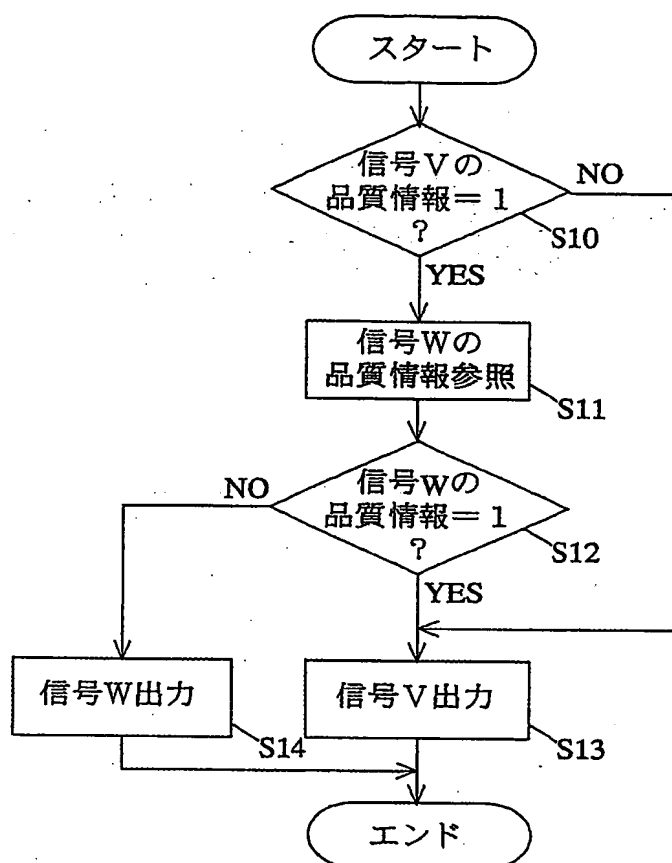 スタート
信号Vの
品質情報＝1
?
NO
S10
YES
信号Wの
品質情報参照
S11
NO
信号Wの
品質情報＝1
?
S12
YES
信号W出力
S14
信号V出力
S13
エンド